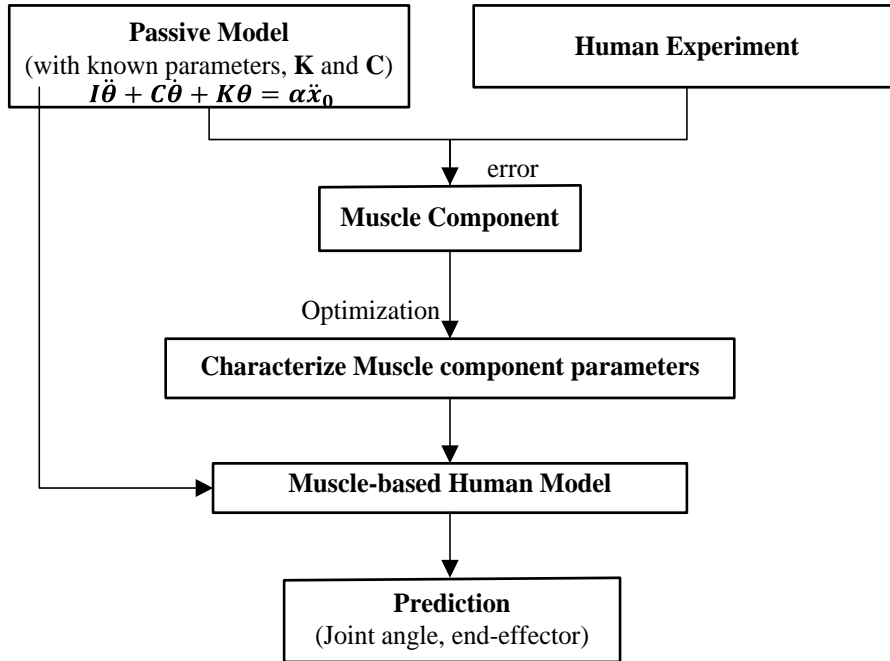 Passive Model
(with known parameters, K and C)
Iθ̈ + Cθ̇ + Kθ = αẍ₀
Human Experiment
error
Muscle Component
Optimization
Characterize Muscle component parameters
Muscle-based Human Model
Prediction
(Joint angle, end-effector)